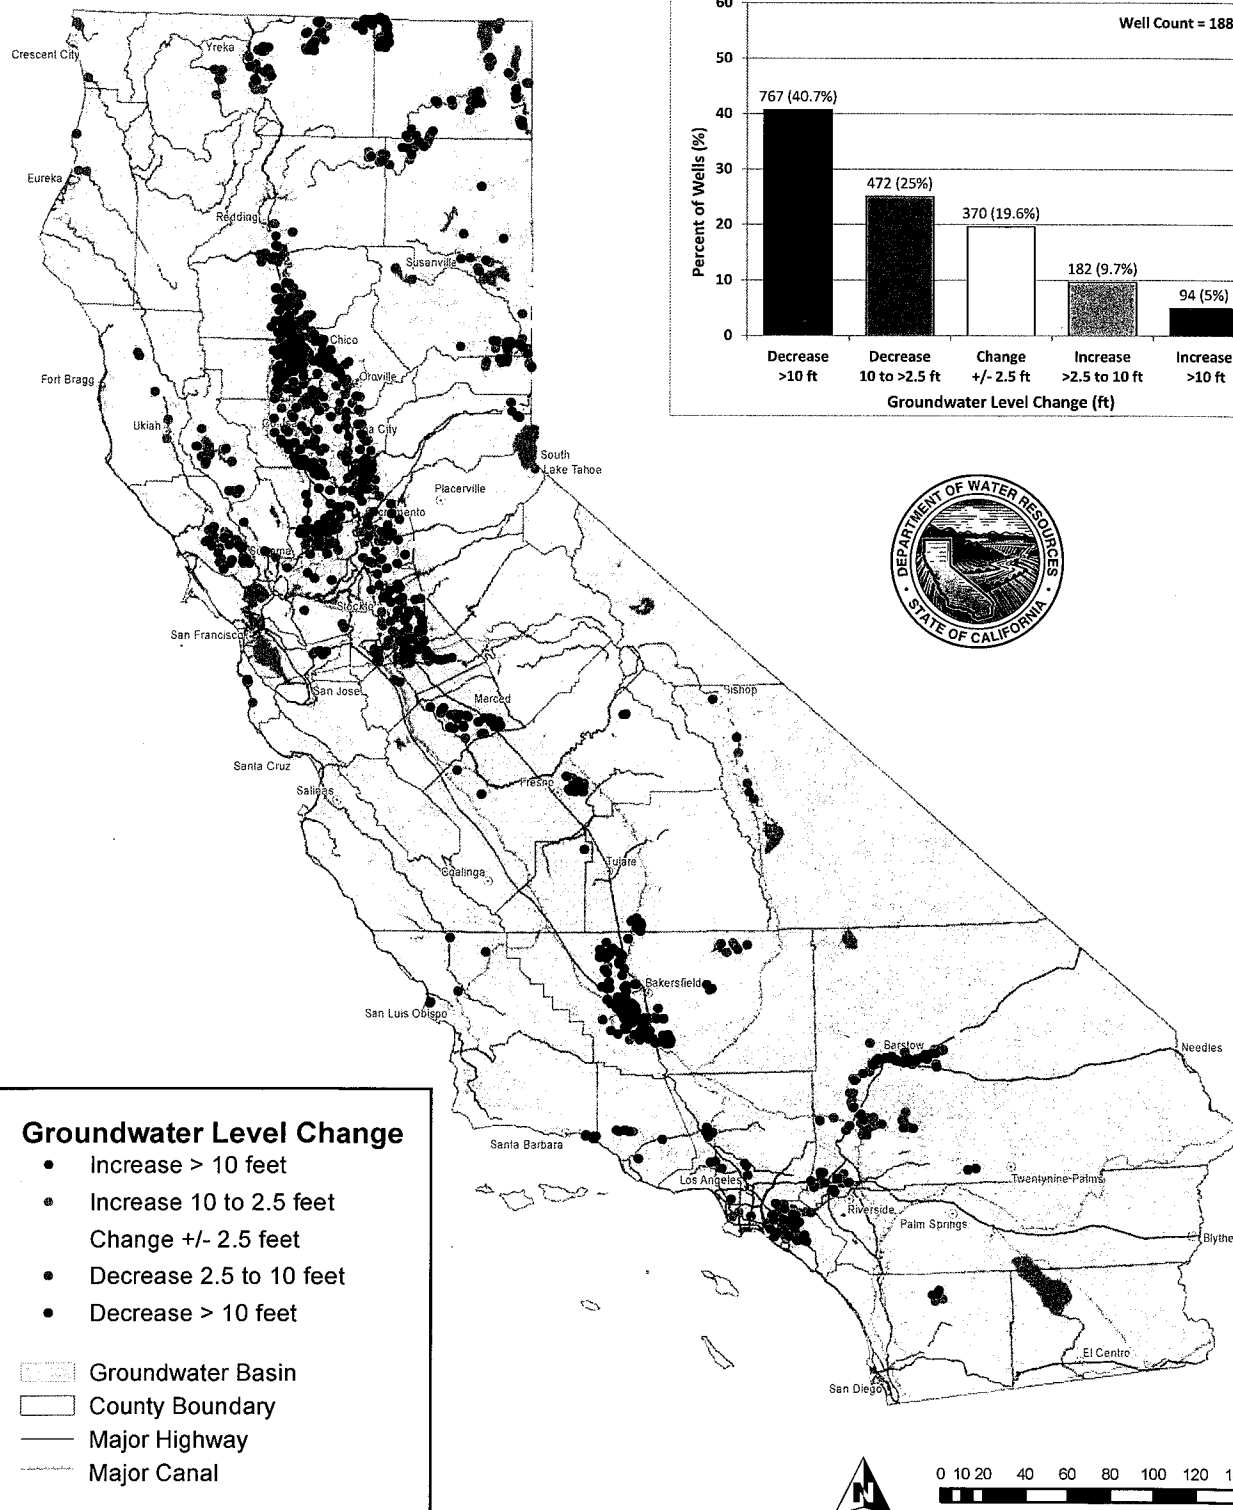 60
Well Count = 188
50
767 (40.7%)
40
Percent of Wells (%)
30
472 (25%)
370 (19.6%)
20
182 (9.7%)
10
94 (5%)
0
Decrease >10 ft
Decrease 10 to >2.5 ft
Change +/- 2.5 ft
Increase >2.5 to 10 ft
Increase >10 ft
Groundwater Level Change (ft)
DEPARTMENT OF WATER RESOURCES
STATE OF CALIFORNIA
Crescent City
Yreka
Eureka
Redding
Susanville
Chico
Fort Bragg
Oroville
Ukiah
South
Lake Tahoe
Placerville
San Francisco
San Jose
Merced
Bishop
Santa Cruz
Salinas
Fresno
Coalinga
Tulare
Bakersfield
San Luis Obispo
Barstow
Needles
Santa Barbara
Los Angeles
Twentynine Palms
Riverside
Palm Springs
Blythe
El Centro
San Diego
Groundwater Level Change
Increase > 10 feet
Increase 10 to 2.5 feet
Change +/- 2.5 feet
Decrease 2.5 to 10 feet
Decrease > 10 feet
Groundwater Basin
County Boundary
Major Highway
Major Canal
N
0 10 20 40 60 80 100 120